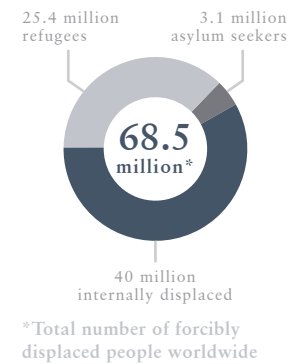 25.4 million
refugees
3.1 million
asylum seekers
68.5
million*
40 million
internally displaced
*Total number of forcibly
displaced people worldwide